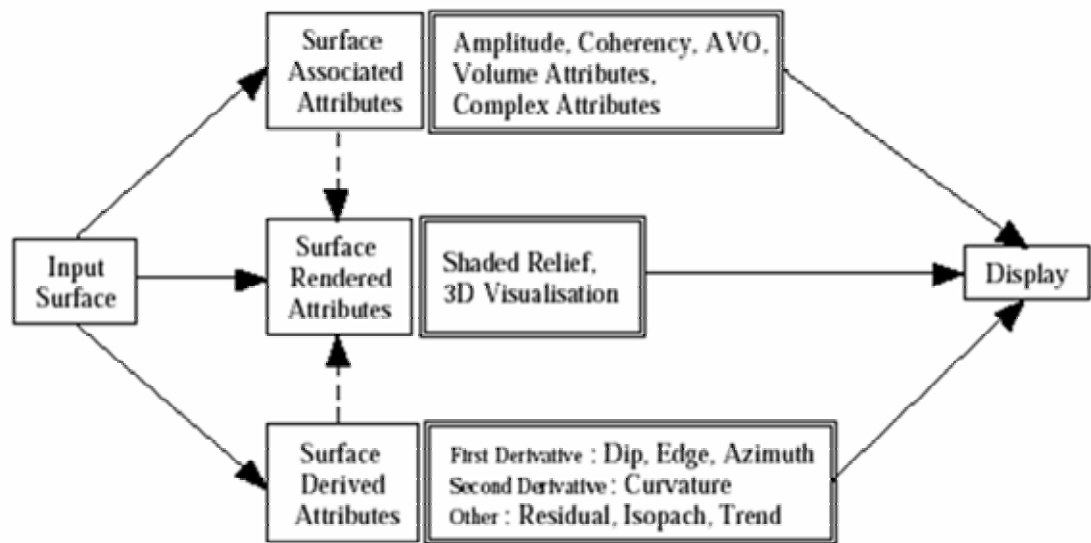 Surface
Associated
Attributes
Amplitude, Coherency, AVO,
Volume Attributes,
Complex Attributes
Input
Surface
Surface
Rendered
Attributes
Shaded Relief,
3D Visualisation
Display
Surface
Derived
Attributes
First Derivative : Dip, Edge, Azimuth
Second Derivative : Curvature
Other : Residual, Isopach, Trend